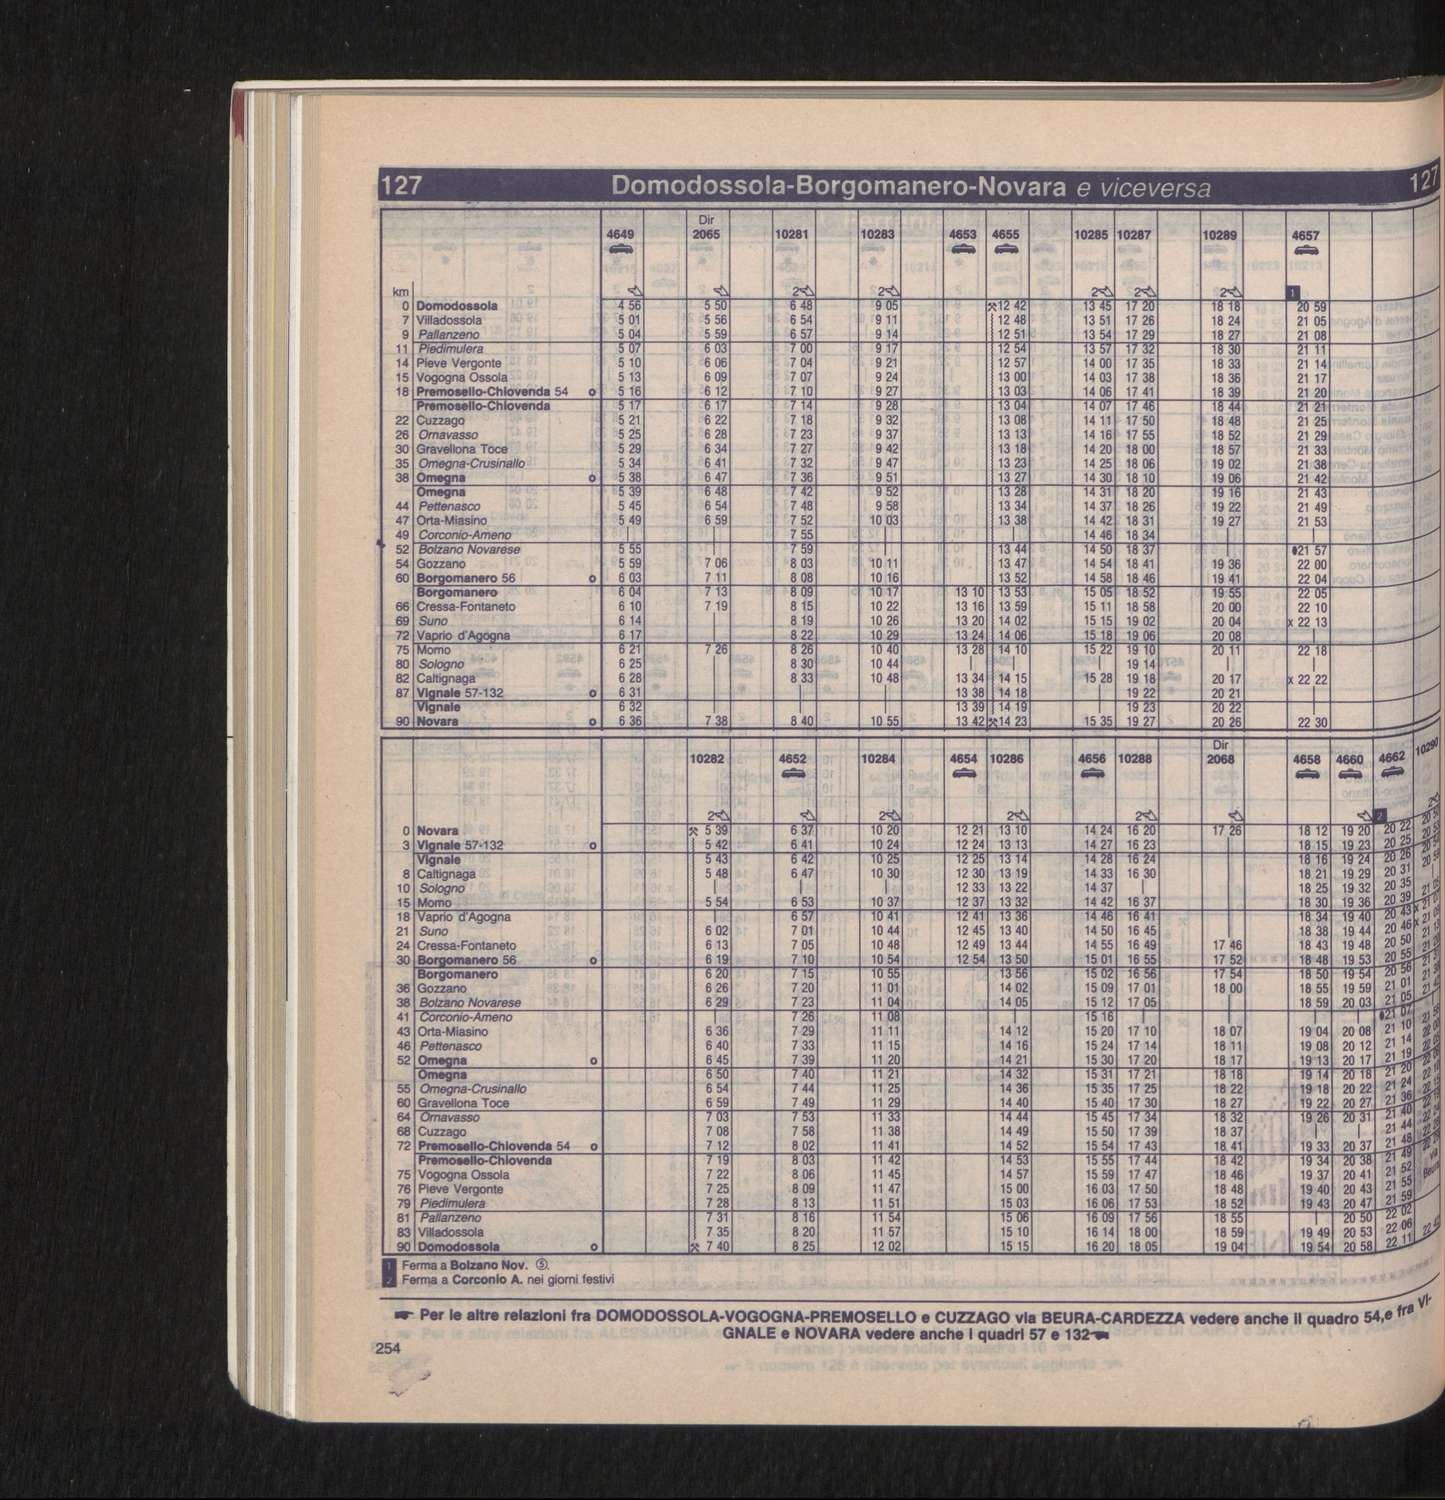 127 Domodossola-Borgomanero-Novara e viceversa 127
Dir
4649 2065 10281 10283 4653 4655 10285 10287 10289 4657
km 2 2 2 2 2 1
0 Domodossola 4 56 5 50 6 48 9 05 ⚒12 42 13 45 17 20 18 18 20 59
7 Villadossola 5 01 5 56 6 54 9 11 12 48 13 51 17 26 18 24 21 05
9 Pallanzeno 5 04 5 59 6 57 9 14 12 51 13 54 17 29 18 27 21 08
11 Piedimulera 5 07 6 03 7 00 9 17 12 54 13 57 17 32 18 30 21 11
14 Pieve Vergonte 5 10 6 06 7 04 9 21 12 57 14 00 17 35 18 33 21 14
15 Vogogna Ossola 5 13 6 09 7 07 9 24 13 00 14 03 17 38 18 36 21 17
18 Premosello-Chiovenda 54 o 5 16 6 12 7 10 9 27 13 03 14 06 17 41 18 39 21 20
Premosello-Chiovenda 5 17 6 17 7 14 9 28 13 04 14 07 17 46 18 44 21 21
22 Cuzzago 5 21 6 22 7 18 9 32 13 08 14 11 17 50 18 48 21 25
26 Ornavasso 5 25 6 28 7 23 9 37 13 13 14 16 17 55 18 52 21 29
30 Gravellona Toce 5 29 6 34 7 27 9 42 13 18 14 20 18 00 18 57 21 33
35 Omegna-Crusinallo 5 34 6 41 7 32 9 47 13 23 14 25 18 06 19 02 21 38
38 Omegna o 5 38 6 47 7 36 9 51 13 27 14 30 18 10 19 06 21 42
Omegna 5 39 6 48 7 42 9 52 13 28 14 31 18 20 19 16 21 43
44 Pettenasco 5 45 6 54 7 48 9 58 13 34 14 37 18 26 19 22 21 49
47 Orta-Miasino 5 49 6 59 7 52 10 03 13 38 14 42 18 31 19 27 21 53
49 Corconio-Ameno | | 7 55 | | 14 46 18 34 | |
52 Bolzano Novarese 5 55 | 7 59 | 13 44 14 50 18 37 | 21 57
54 Gozzano 5 59 7 06 8 03 10 11 13 47 14 54 18 41 19 36 22 00
60 Borgomanero 56 o 6 03 7 11 8 08 10 16 13 52 14 58 18 46 19 41 22 04
Borgomanero 6 04 7 13 8 09 10 17 13 10 13 53 15 05 18 52 19 55 22 05
66 Cressa-Fontaneto 6 10 7 19 8 15 10 22 13 16 13 59 15 11 18 58 20 00 22 10
69 Suno 6 14 | 8 19 10 26 13 20 14 02 15 15 19 02 20 04 x 22 13
72 Vaprio d'Agogna 6 17 | 8 22 10 29 13 24 14 06 15 18 19 06 20 08 |
75 Momo 6 21 7 26 8 26 10 40 13 28 14 10 15 22 19 10 20 11 22 18
80 Sologno 6 25 | 8 30 10 44 | | | 19 14 | |
82 Caltignaga 6 28 | 8 33 10 48 13 34 14 15 15 28 19 18 20 17 x 22 22
87 Vignale 57-132 o 6 31 | | | 13 38 14 18 | 19 22 20 21 |
Vignale 6 32 | | | 13 39 14 19 | 19 23 20 22 |
90 Novara o 6 36 7 38 8 40 10 55 13 42 ⚒14 23 15 35 19 27 20 26 22 30
Dir
10282 4652 10284 4654 10286 4656 10288 2068 4658 4660 4662 10290
2 2 2 2 2
0 Novara ⚒ 5 39 6 37 10 20 12 21 13 10 14 24 16 20 17 26 18 12 19 20 20 22
3 Vignale 57-132 o 5 42 6 41 10 24 12 24 13 13 14 27 16 23 | 18 15 19 23 20 25
Vignale 5 43 6 42 10 25 12 25 13 14 14 28 16 24 | 18 16 19 24 20 26
8 Caltignaga 5 48 6 47 10 30 12 30 13 19 14 33 16 30 | 18 21 19 29 20 31
10 Sologno | | | 12 33 13 22 14 37 | | 18 25 19 32 20 35
15 Momo 5 54 6 53 10 37 12 37 13 32 14 42 16 37 | 18 30 19 36 20 39
18 Vaprio d'Agogna | 6 57 10 41 12 41 13 36 14 46 16 41 | 18 34 19 40 20 43
21 Suno 6 02 7 01 10 44 12 45 13 40 14 50 16 45 | 18 38 19 44 20 46
24 Cressa-Fontaneto 6 13 7 05 10 48 12 49 13 44 14 55 16 49 17 46 18 43 19 48 20 50
30 Borgomanero 56 o 6 19 7 10 10 54 12 54 13 50 15 01 16 55 17 52 18 48 19 53 20 55
Borgomanero 6 20 7 15 10 55 13 56 15 02 16 56 17 54 18 50 19 54 20 56
36 Gozzano 6 26 7 20 11 01 14 02 15 09 17 01 18 00 18 55 19 59 21 01
38 Bolzano Novarese 6 29 7 23 11 04 14 05 15 12 17 05 | 18 59 20 03 21 05
41 Corconio-Ameno | 7 26 11 08 | 15 16 | | | | 21 07
43 Orta-Miasino 6 36 7 29 11 11 14 12 15 20 17 10 18 07 19 04 20 08 21 10
46 Pettenasco 6 40 7 33 11 15 14 16 15 24 17 14 18 11 19 08 20 12 21 14
52 Omegna o 6 45 7 39 11 20 14 21 15 30 17 20 18 17 19 13 20 17 21 19
Omegna 6 50 7 40 11 21 14 32 15 31 17 21 18 18 19 14 20 18 21 20
55 Omegna-Crusinallo 6 54 7 44 11 25 14 36 15 35 17 25 18 22 19 18 20 22 21 24
60 Gravellona Toce 6 59 7 49 11 29 14 40 15 40 17 30 18 27 19 22 20 27 21 36
64 Ornavasso 7 03 7 53 11 33 14 44 15 45 17 34 18 32 19 26 20 31 21 40
68 Cuzzago 7 08 7 58 11 38 14 49 15 50 17 39 18 37 | | 21 44
72 Premosello-Chiovenda 54 o 7 12 8 02 11 41 14 52 15 54 17 43 18 41 19 33 20 37 21 48
Premosello-Chiovenda 7 19 8 03 11 42 14 53 15 55 17 44 18 42 19 34 20 38 21 49 via
75 Vogogna Ossola 7 22 8 06 11 45 14 57 15 59 17 47 18 46 19 37 20 41 21 52 Beura
76 Pieve Vergonte 7 25 8 09 11 47 15 00 16 03 17 50 18 48 19 40 20 43 21 55
79 Piedimulera 7 28 8 13 11 51 15 03 16 06 17 53 18 52 19 43 20 47 21 59
81 Pallanzeno 7 31 8 16 11 54 15 06 16 09 17 56 18 55 | 20 50 22 02
83 Villadossola 7 35 8 20 11 57 15 10 16 14 18 00 18 59 19 49 20 53 22 06
90 Domodossola o ⚒ 7 40 8 25 12 02 15 15 16 20 18 05 19 04 19 54 20 58 22 11
1 Ferma a Bolzano Nov. ⑤.
2 Ferma a Corconio A. nei giorni festivi
☛ Per le altre relazioni fra DOMODOSSOLA-VOGOGNA-PREMOSELLO e CUZZAGO via BEURA-CARDEZZA vedere anche il quadro 54,e fra VI-
GNALE e NOVARA vedere anche i quadri 57 e 132
254